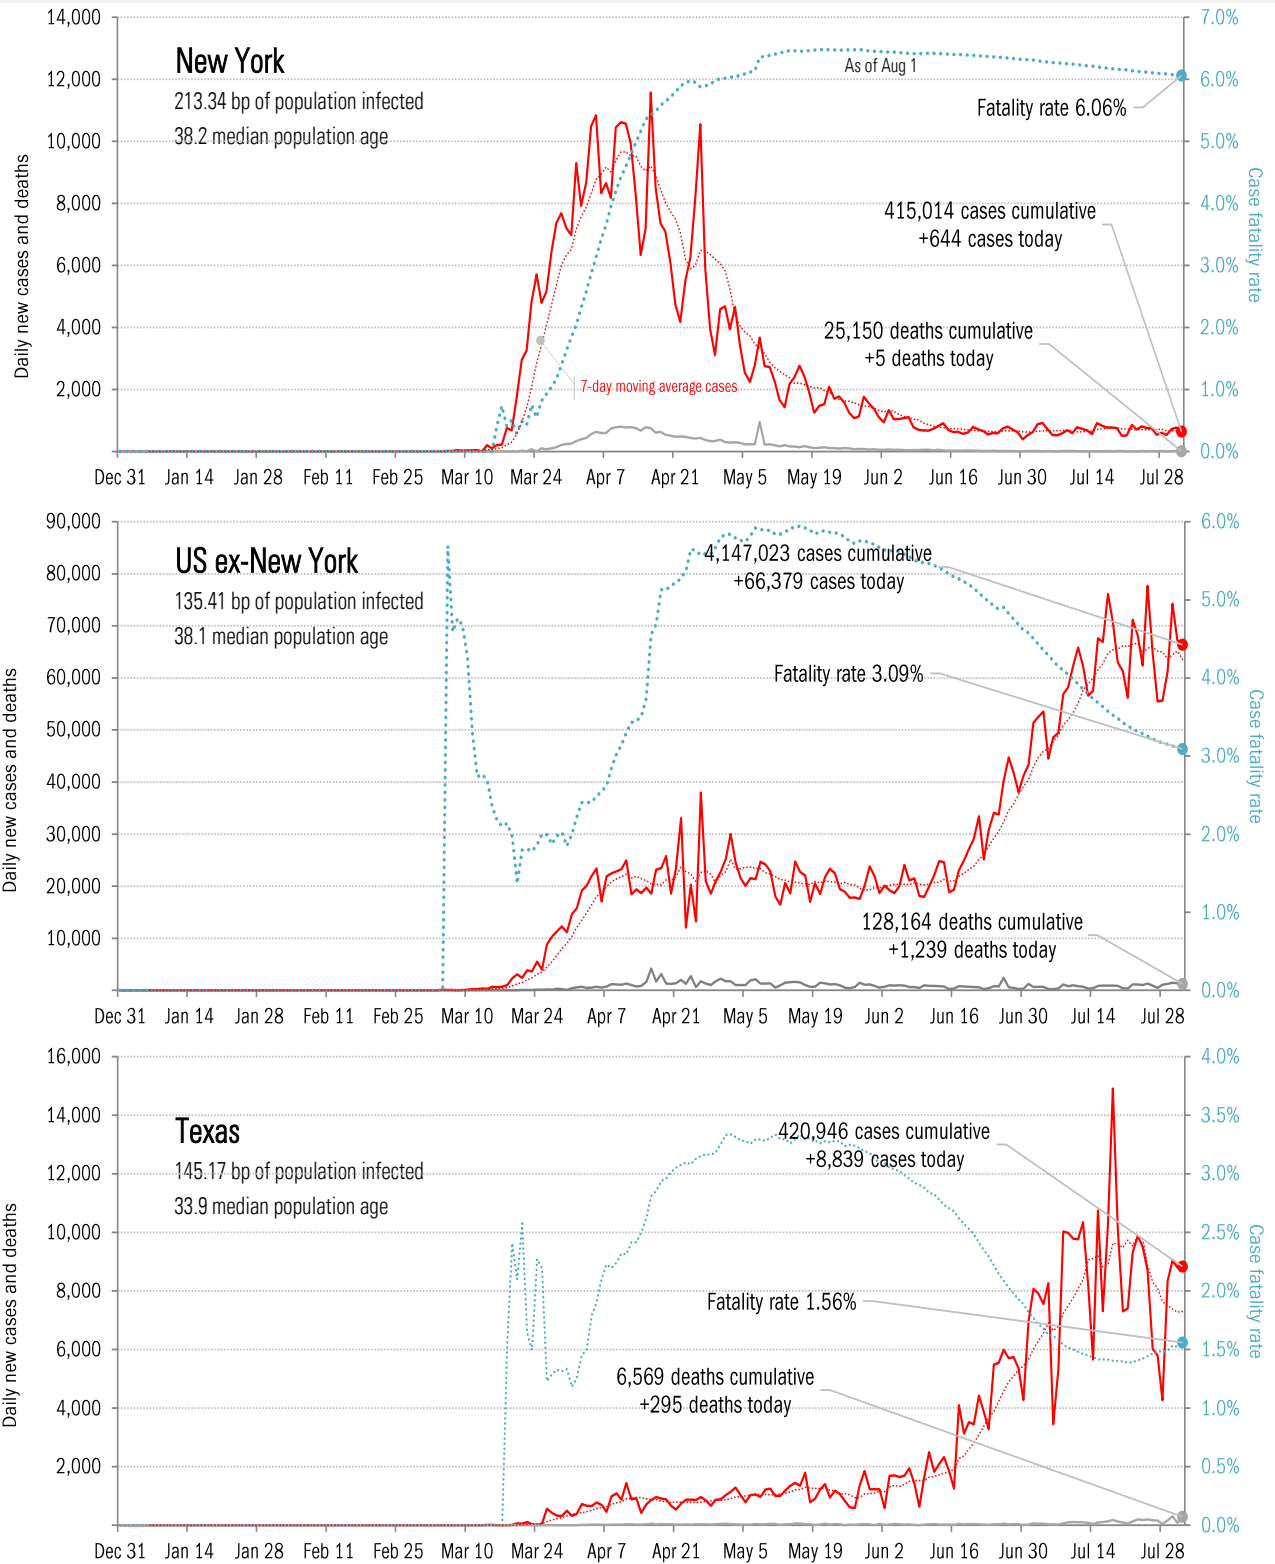 14,000
12,000
10,000
8,000
6,000
4,000
2,000
7.0%
6.0%
5.0%
4.0%
3.0%
2.0%
1.0%
0.0%
Daily new cases and deaths
Case fatality rate
New York
213.34 bp of population infected
38.2 median population age
As of Aug 1
Fatality rate 6.06%
415,014 cases cumulative
+644 cases today
25,150 deaths cumulative
+5 deaths today
7-day moving average cases
Dec 31 Jan 14 Jan 28 Feb 11 Feb 25 Mar 10 Mar 24 Apr 7 Apr 21 May 5 May 19 Jun 2 Jun 16 Jun 30 Jul 14 Jul 28
90,000
80,000
70,000
60,000
50,000
40,000
30,000
20,000
10,000
6.0%
5.0%
4.0%
3.0%
2.0%
1.0%
0.0%
Daily new cases and deaths
Case fatality rate
US ex-New York
135.41 bp of population infected
38.1 median population age
4,147,023 cases cumulative
+66,379 cases today
Fatality rate 3.09%
128,164 deaths cumulative
+1,239 deaths today
Dec 31 Jan 14 Jan 28 Feb 11 Feb 25 Mar 10 Mar 24 Apr 7 Apr 21 May 5 May 19 Jun 2 Jun 16 Jun 30 Jul 14 Jul 28
16,000
14,000
12,000
10,000
8,000
6,000
4,000
2,000
4.0%
3.5%
3.0%
2.5%
2.0%
1.5%
1.0%
0.5%
0.0%
Daily new cases and deaths
Case fatality rate
Texas
145.17 bp of population infected
33.9 median population age
420,946 cases cumulative
+8,839 cases today
Fatality rate 1.56%
6,569 deaths cumulative
+295 deaths today
Dec 31 Jan 14 Jan 28 Feb 11 Feb 25 Mar 10 Mar 24 Apr 7 Apr 21 May 5 May 19 Jun 2 Jun 16 Jun 30 Jul 14 Jul 28